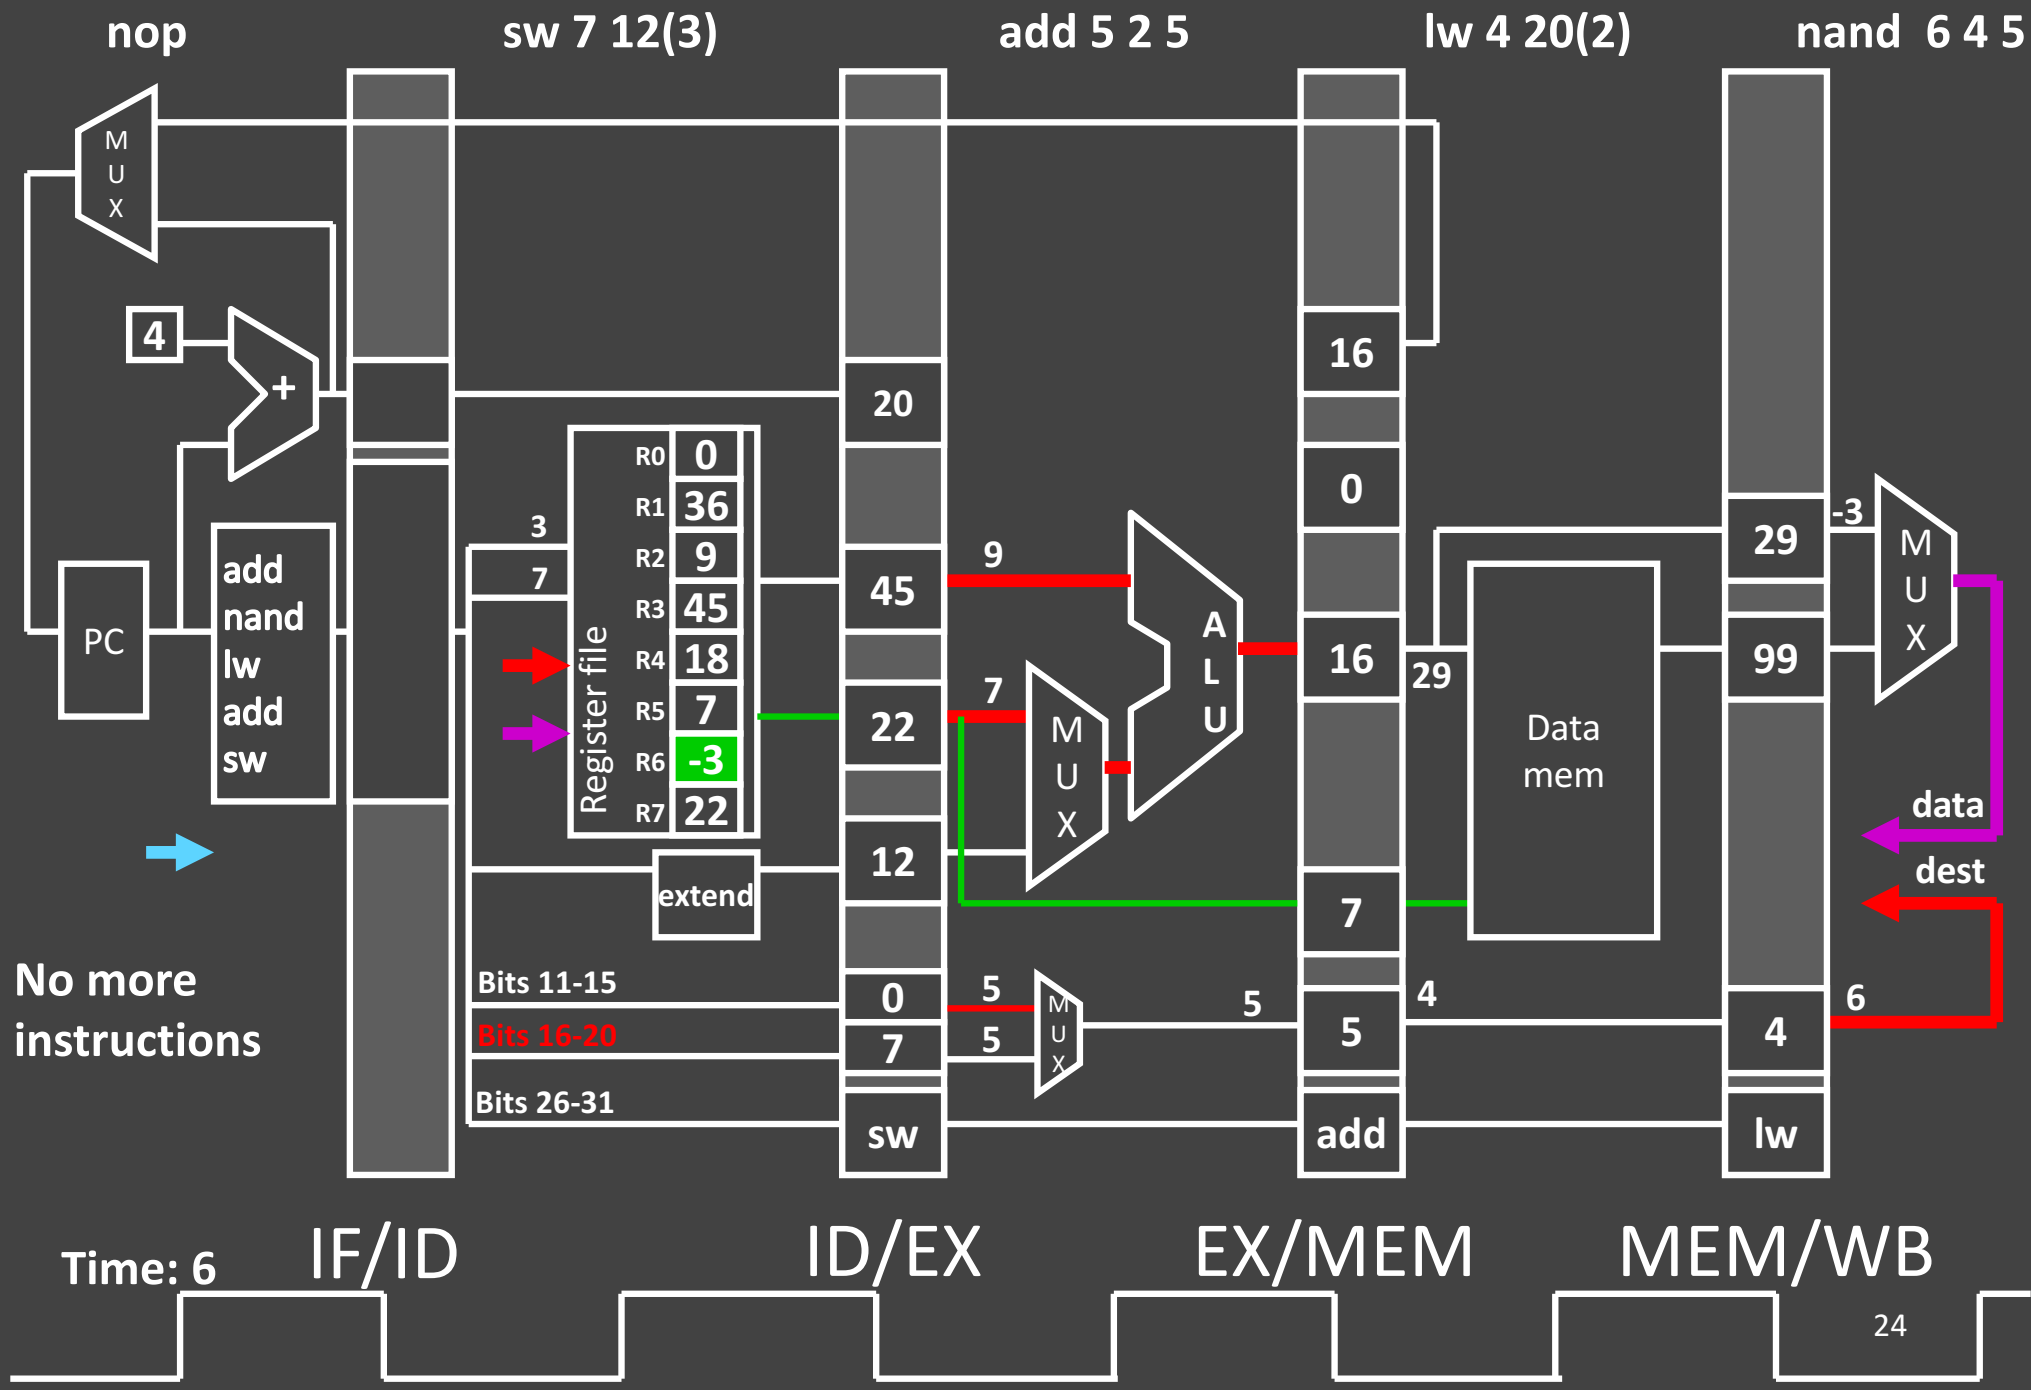 nop
sw 7 12(3)
add 5 2 5
lw 4 20(2)
nand 6 4 5
M
U
X
4
+
PC
add
nand
lw
add
sw
No more
instructions
3
7
Register file
R0 0
R1 36
R2 9
R3 45
R4 18
R5 7
R6 -3
R7 22
extend
Bits 11-15
Bits 16-20
Bits 26-31
20
45
22
12
0
7
sw
9
7
M
U
X
A
L
U
5
5
M
U
X
5
16
0
16
7
5
add
29
4
Data
mem
29
99
4
lw
-3
M
U
X
data
dest
6
IF/ID
ID/EX
EX/MEM
MEM/WB
Time: 6
24